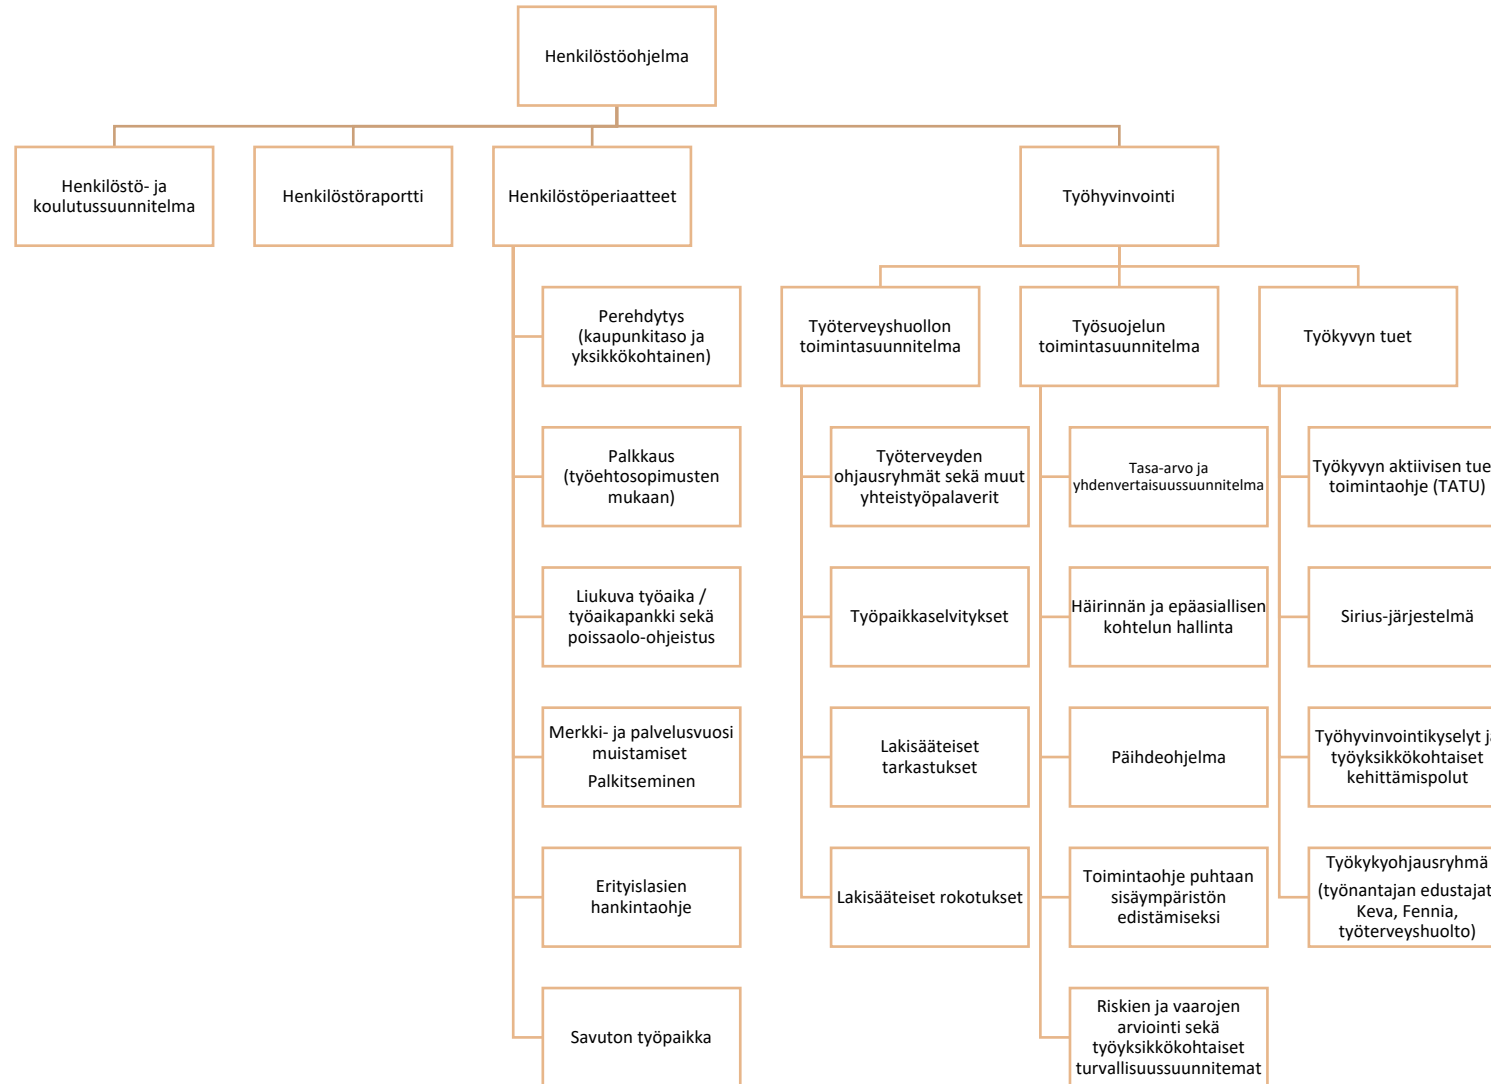 Henkilöstöohjelma
Henkilöstö- ja
koulutussuunnitelma
Henkilöstöraportti
Henkilöstöperiaatteet
Työhyvinvointi
Perehdytys
(kaupunkitaso ja
yksikkökohtainen)
Palkkaus
(työehtosopimusten
mukaan)
Liukuva työaika /
työaikapankki sekä
poissaolo-ohjeistus
Merkki- ja palvelusvuosi
muistamiset
Palkitseminen
Erityislasien
hankintaohje
Savuton työpaikka
Työterveyshuollon
toimintasuunnitelma
Työterveyden
ohjausryhmät sekä muut
yhteistyöpalaverit
Työpaikkaselvitykset
Lakisääteiset
tarkastukset
Lakisääteiset rokotukset
Työsuojelun
toimintasuunnitelma
Tasa-arvo ja
yhdenvertaisuussuunnitelma
Häirinnän ja epäasiallisen
kohtelun hallinta
Päihdeohjelma
Toimintaohje puhtaan
sisäympäristön
edistämiseksi
Riskien ja vaarojen
arviointi sekä
työyksikkökohtaiset
turvallisuussuunnitemat
Työkyvyn tuet
Työkyvyn aktiivisen tue
toimintaohje (TATU)
Sirius-järjestelmä
Työhyvinvointikyselyt ja
työyksikkökohtaiset
kehittämispolut
Työkykyohjausryhmä
(työnantajan edustajat
Keva, Fennia,
työterveyshuolto)